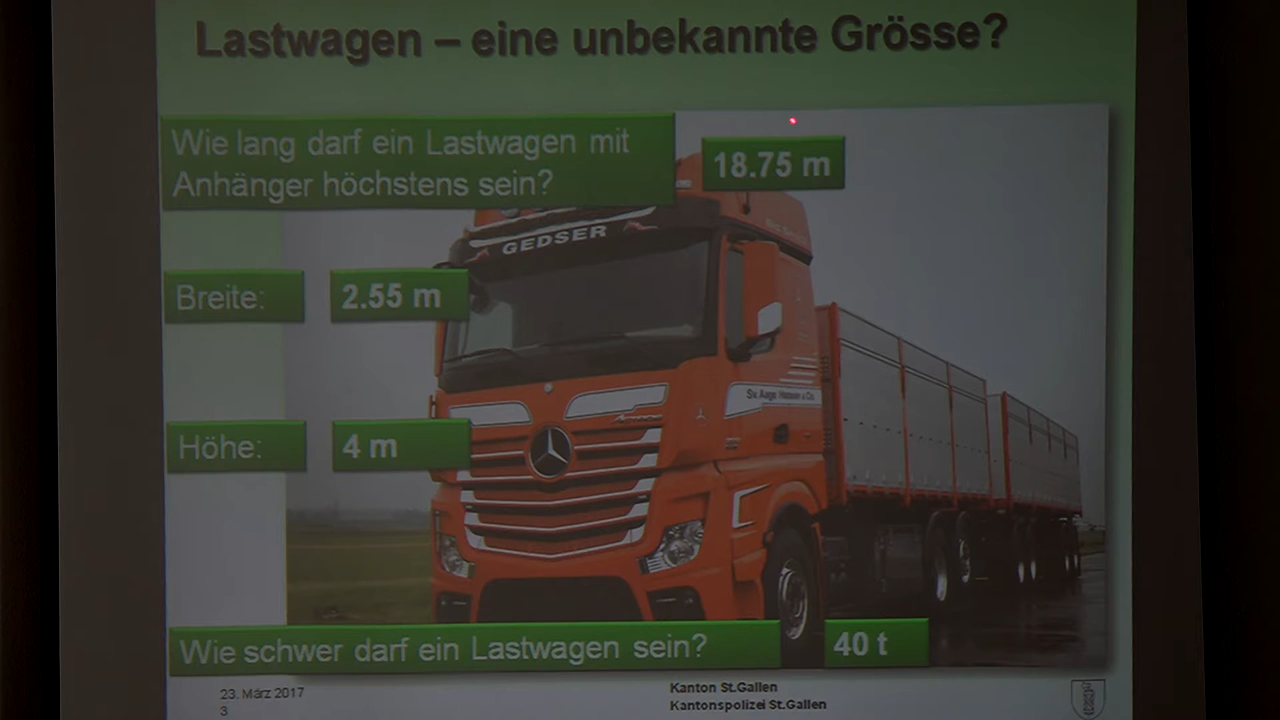 Lastwagen – eine unbekannte Grösse?
Wie lang darf ein Lastwagen mit
Anhänger höchstens sein?
18.75 m
GEDSER
Breite:
2.55 m
Höhe:
4 m
Wie schwer darf ein Lastwagen sein?
40 t
23. März 2017
3
Kanton St.Gallen
Kantonspolizei St.Gallen